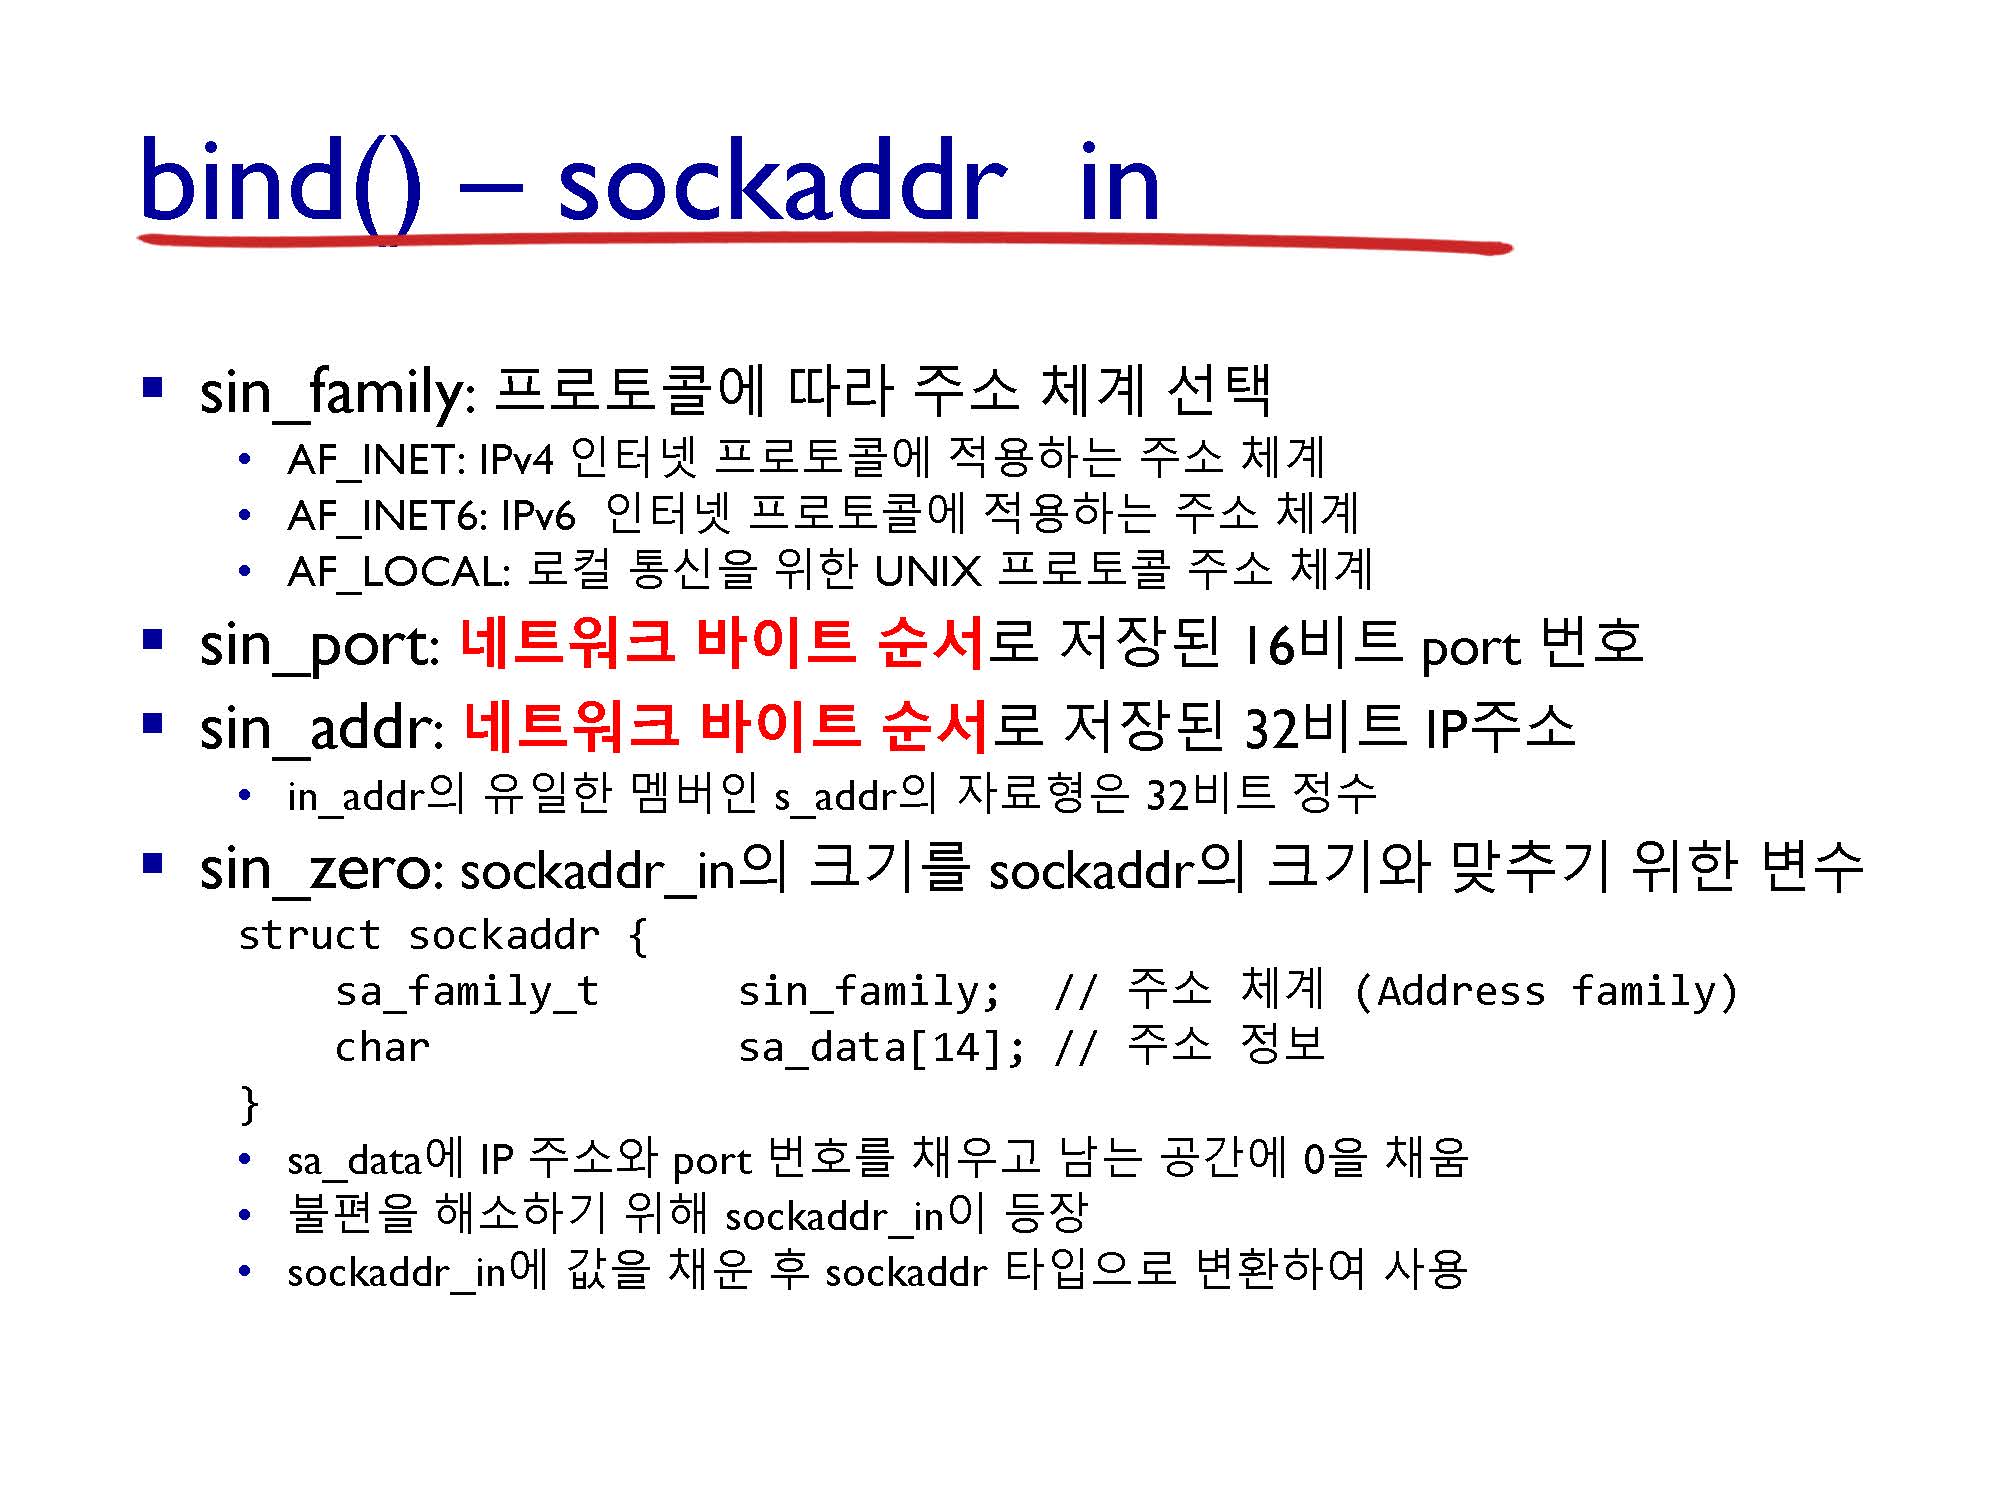 bind() – sockaddr_in
▪ sin_family: 프로토콜에 따라 주소 체계 선택
• AF_INET: IPv4 인터넷 프로토콜에 적용하는 주소 체계
• AF_INET6: IPv6 인터넷 프로토콜에 적용하는 주소 체계
• AF_LOCAL: 로컬 통신을 위한 UNIX 프로토콜 주소 체계
▪ sin_port: 네트워크 바이트 순서로 저장된 16비트 port 번호
▪ sin_addr: 네트워크 바이트 순서로 저장된 32비트 IP주소
• in_addr의 유일한 멤버인 s_addr의 자료형은 32비트 정수
▪ sin_zero: sockaddr_in의 크기를 sockaddr의 크기와 맞추기 위한 변수
struct sockaddr {
    sa_family_t sin_family; // 주소 체계 (Address family)
    char sa_data[14]; // 주소 정보
}
• sa_data에 IP 주소와 port 번호를 채우고 남는 공간에 0을 채움
• 불편을 해소하기 위해 sockaddr_in이 등장
• sockaddr_in에 값을 채운 후 sockaddr 타입으로 변환하여 사용